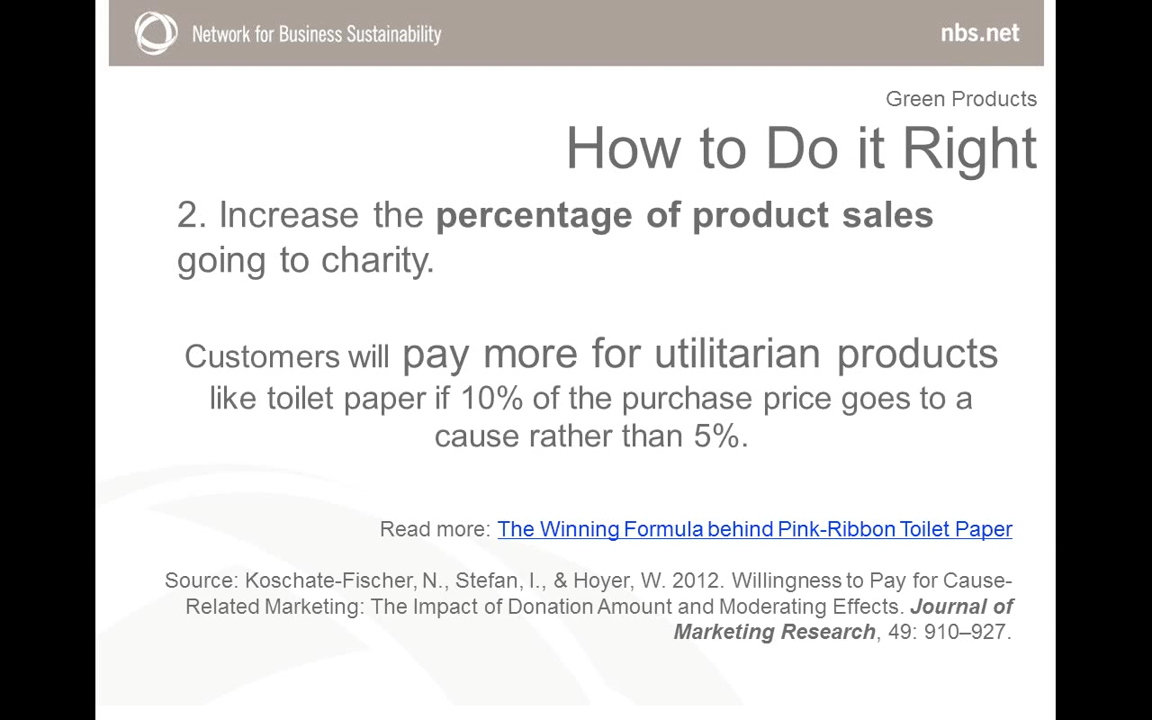 Network for Business Sustainability
nbs.net
Green Products
How to Do it Right
2. Increase the percentage of product sales
going to charity.
Customers will pay more for utilitarian products
like toilet paper if 10% of the purchase price goes to a
cause rather than 5%.
Read more: The Winning Formula behind Pink-Ribbon Toilet Paper
Source: Koschate-Fischer, N., Stefan, I., & Hoyer, W. 2012. Willingness to Pay for Cause-
Related Marketing: The Impact of Donation Amount and Moderating Effects. Journal of
Marketing Research, 49: 910–927.